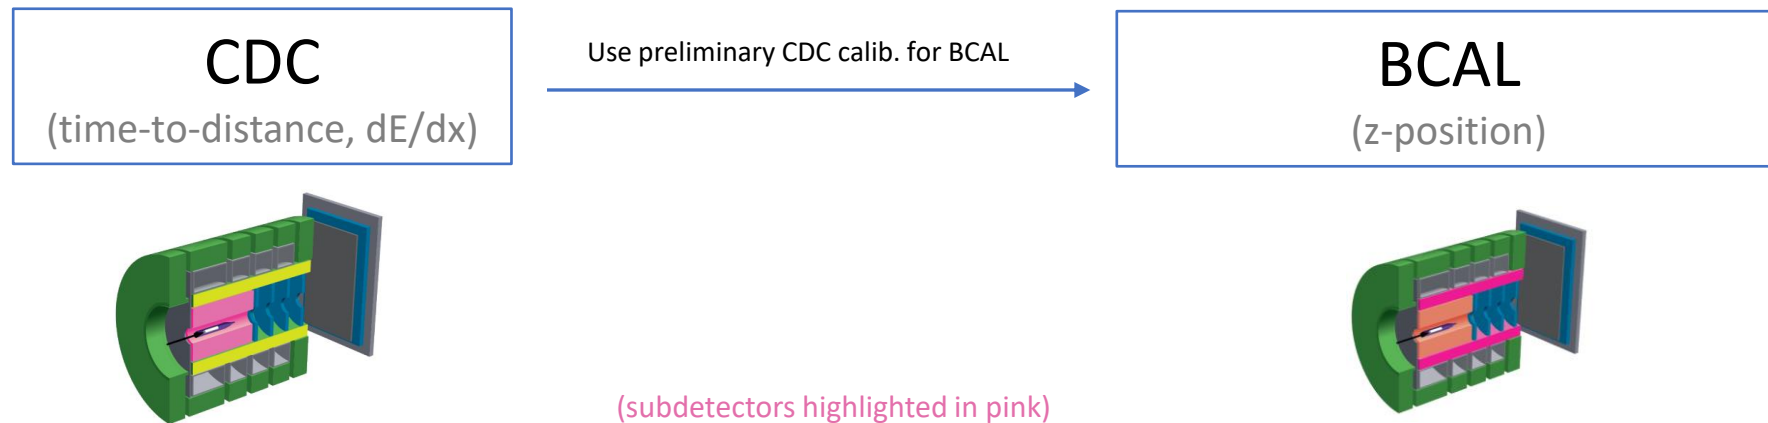 CDC
(time-to-distance, dE/dx)
Use preliminary CDC calib. for BCAL
BCAL
(z-position)
(subdetectors highlighted in pink)